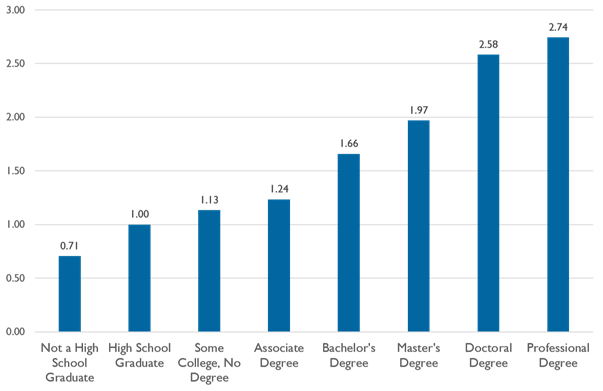 3.00
2.50
2.00
1.50
1.00
0.50
0.00
0.71
1.00
1.13
1.24
1.66
1.97
2.58
2.74
Not a High
School
Graduate
High School
Graduate
Some
College, No
Degree
Associate
Degree
Bachelor's
Degree
Master's
Degree
Doctoral
Degree
Professional
Degree